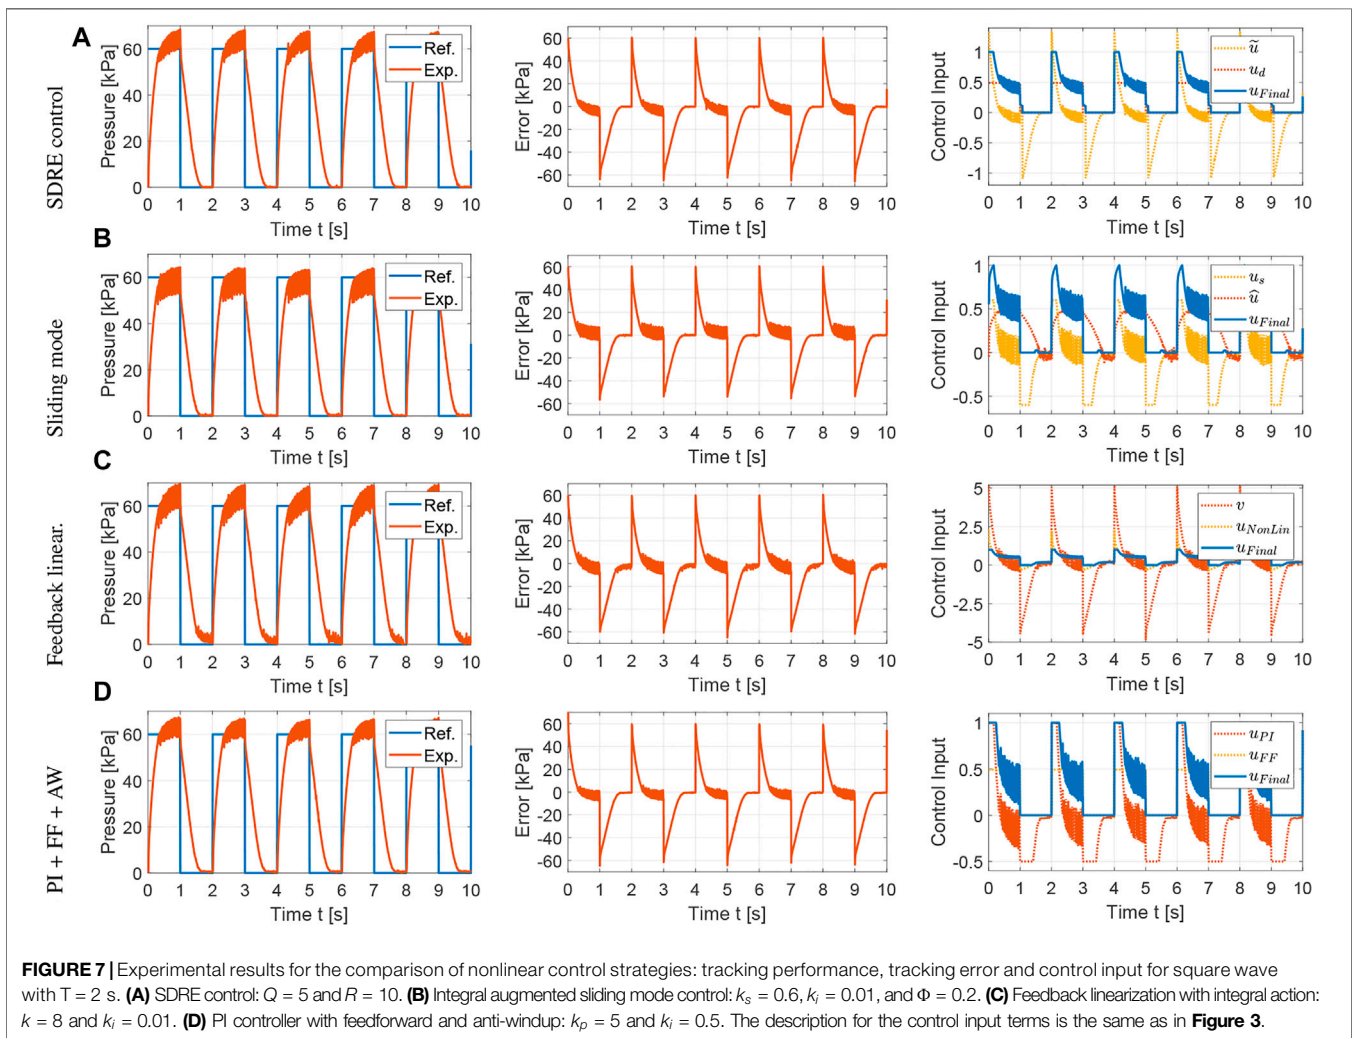 A
SDRE control
Pressure [kPa]
60
40
20
0
0 1 2 3 4 5 6 7 8 9 10
Time t [s]
Ref.
Exp.
Error [kPa]
60
40
20
0
-20
-40
-60
0 1 2 3 4 5 6 7 8 9 10
Time t [s]
Control Input
1
0.5
0
-0.5
-1
0 1 2 3 4 5 6 7 8 9 10
Time t [s]
ũ
u_d
u_Final
B
Sliding mode
Pressure [kPa]
60
40
20
0
0 1 2 3 4 5 6 7 8 9 10
Time t [s]
Ref.
Exp.
Error [kPa]
60
40
20
0
-20
-40
-60
0 1 2 3 4 5 6 7 8 9 10
Time t [s]
Control Input
1
0.5
0
-0.5
0 1 2 3 4 5 6 7 8 9 10
Time t [s]
u_s
û
u_Final
C
Feedback linear.
Pressure [kPa]
60
40
20
0
0 1 2 3 4 5 6 7 8 9 10
Time t [s]
Ref.
Exp.
Error [kPa]
60
40
20
0
-20
-40
-60
0 1 2 3 4 5 6 7 8 9 10
Time t [s]
Control Input
5
2.5
0
-2.5
-5
0 1 2 3 4 5 6 7 8 9 10
Time t [s]
v
u_NonLin
u_Final
D
PI + FF + AW
Pressure [kPa]
60
40
20
0
0 1 2 3 4 5 6 7 8 9 10
Time t [s]
Ref.
Exp.
Error [kPa]
60
40
20
0
-20
-40
-60
0 1 2 3 4 5 6 7 8 9 10
Time t [s]
Control Input
1
0.5
0
-0.5
0 1 2 3 4 5 6 7 8 9 10
Time t [s]
u_PI
u_FF
u_Final
FIGURE 7 | Experimental results for the comparison of nonlinear control strategies: tracking performance, tracking error and control input for square wave
with T = 2 s. (A) SDRE control: Q = 5 and R = 10. (B) Integral augmented sliding mode control: k_s = 0.6, k_i = 0.01, and Φ = 0.2. (C) Feedback linearization with integral action:
k = 8 and k_i = 0.01. (D) PI controller with feedforward and anti-windup: k_p = 5 and k_i = 0.5. The description for the control input terms is the same as in Figure 3.